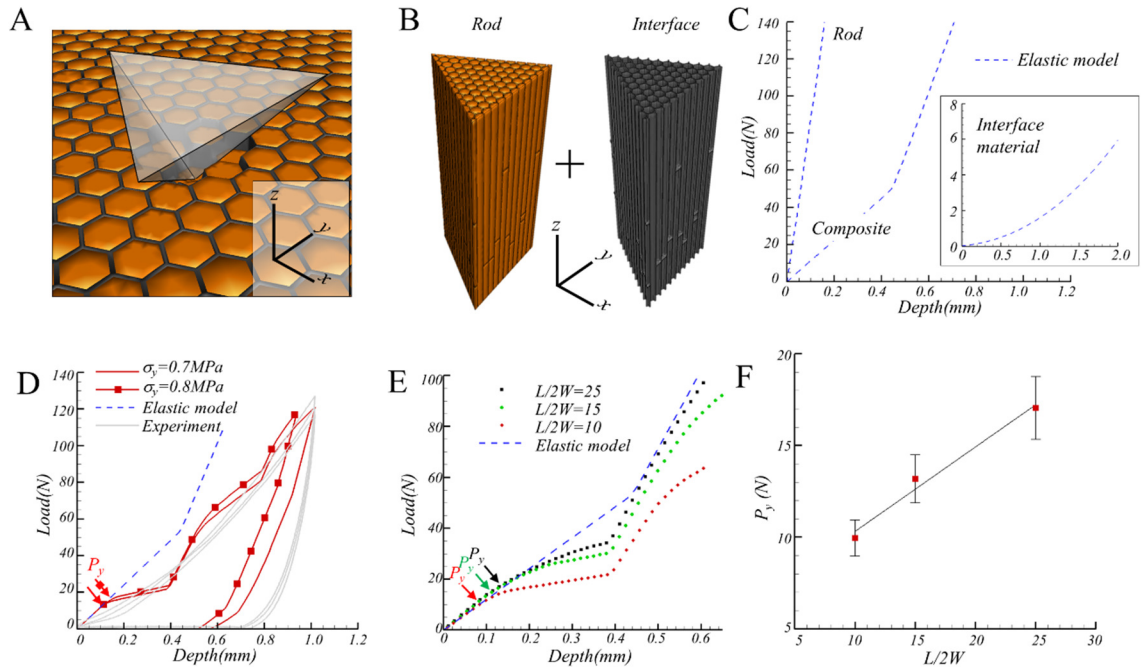 A
z
y
x
B
Rod
Interface
+
z
y
x
C
Load(N)
140
120
100
80
60
40
20
0
Rod
Composite
Elastic model
Interface
material
8
6
4
2
0
0
0.5
1.0
1.5
2.0
0
0.2
0.4
0.6
0.8
1.0
1.2
Depth(mm)
D
Load(N)
140
120
100
80
60
40
20
0
σy=0.7MPa
σy=0.8MPa
Elastic model
Experiment
Py
0.0
0.2
0.4
0.6
0.8
1.0
1.2
Depth(mm)
E
Load(N)
100
80
60
40
20
0
L/2W=25
L/2W=15
L/2W=10
Elastic model
Py
Py
Py
0.0
0.1
0.2
0.3
0.4
0.5
0.6
Depth(mm)
F
Py (N)
20
15
10
5
5
10
15
20
25
30
L/2W